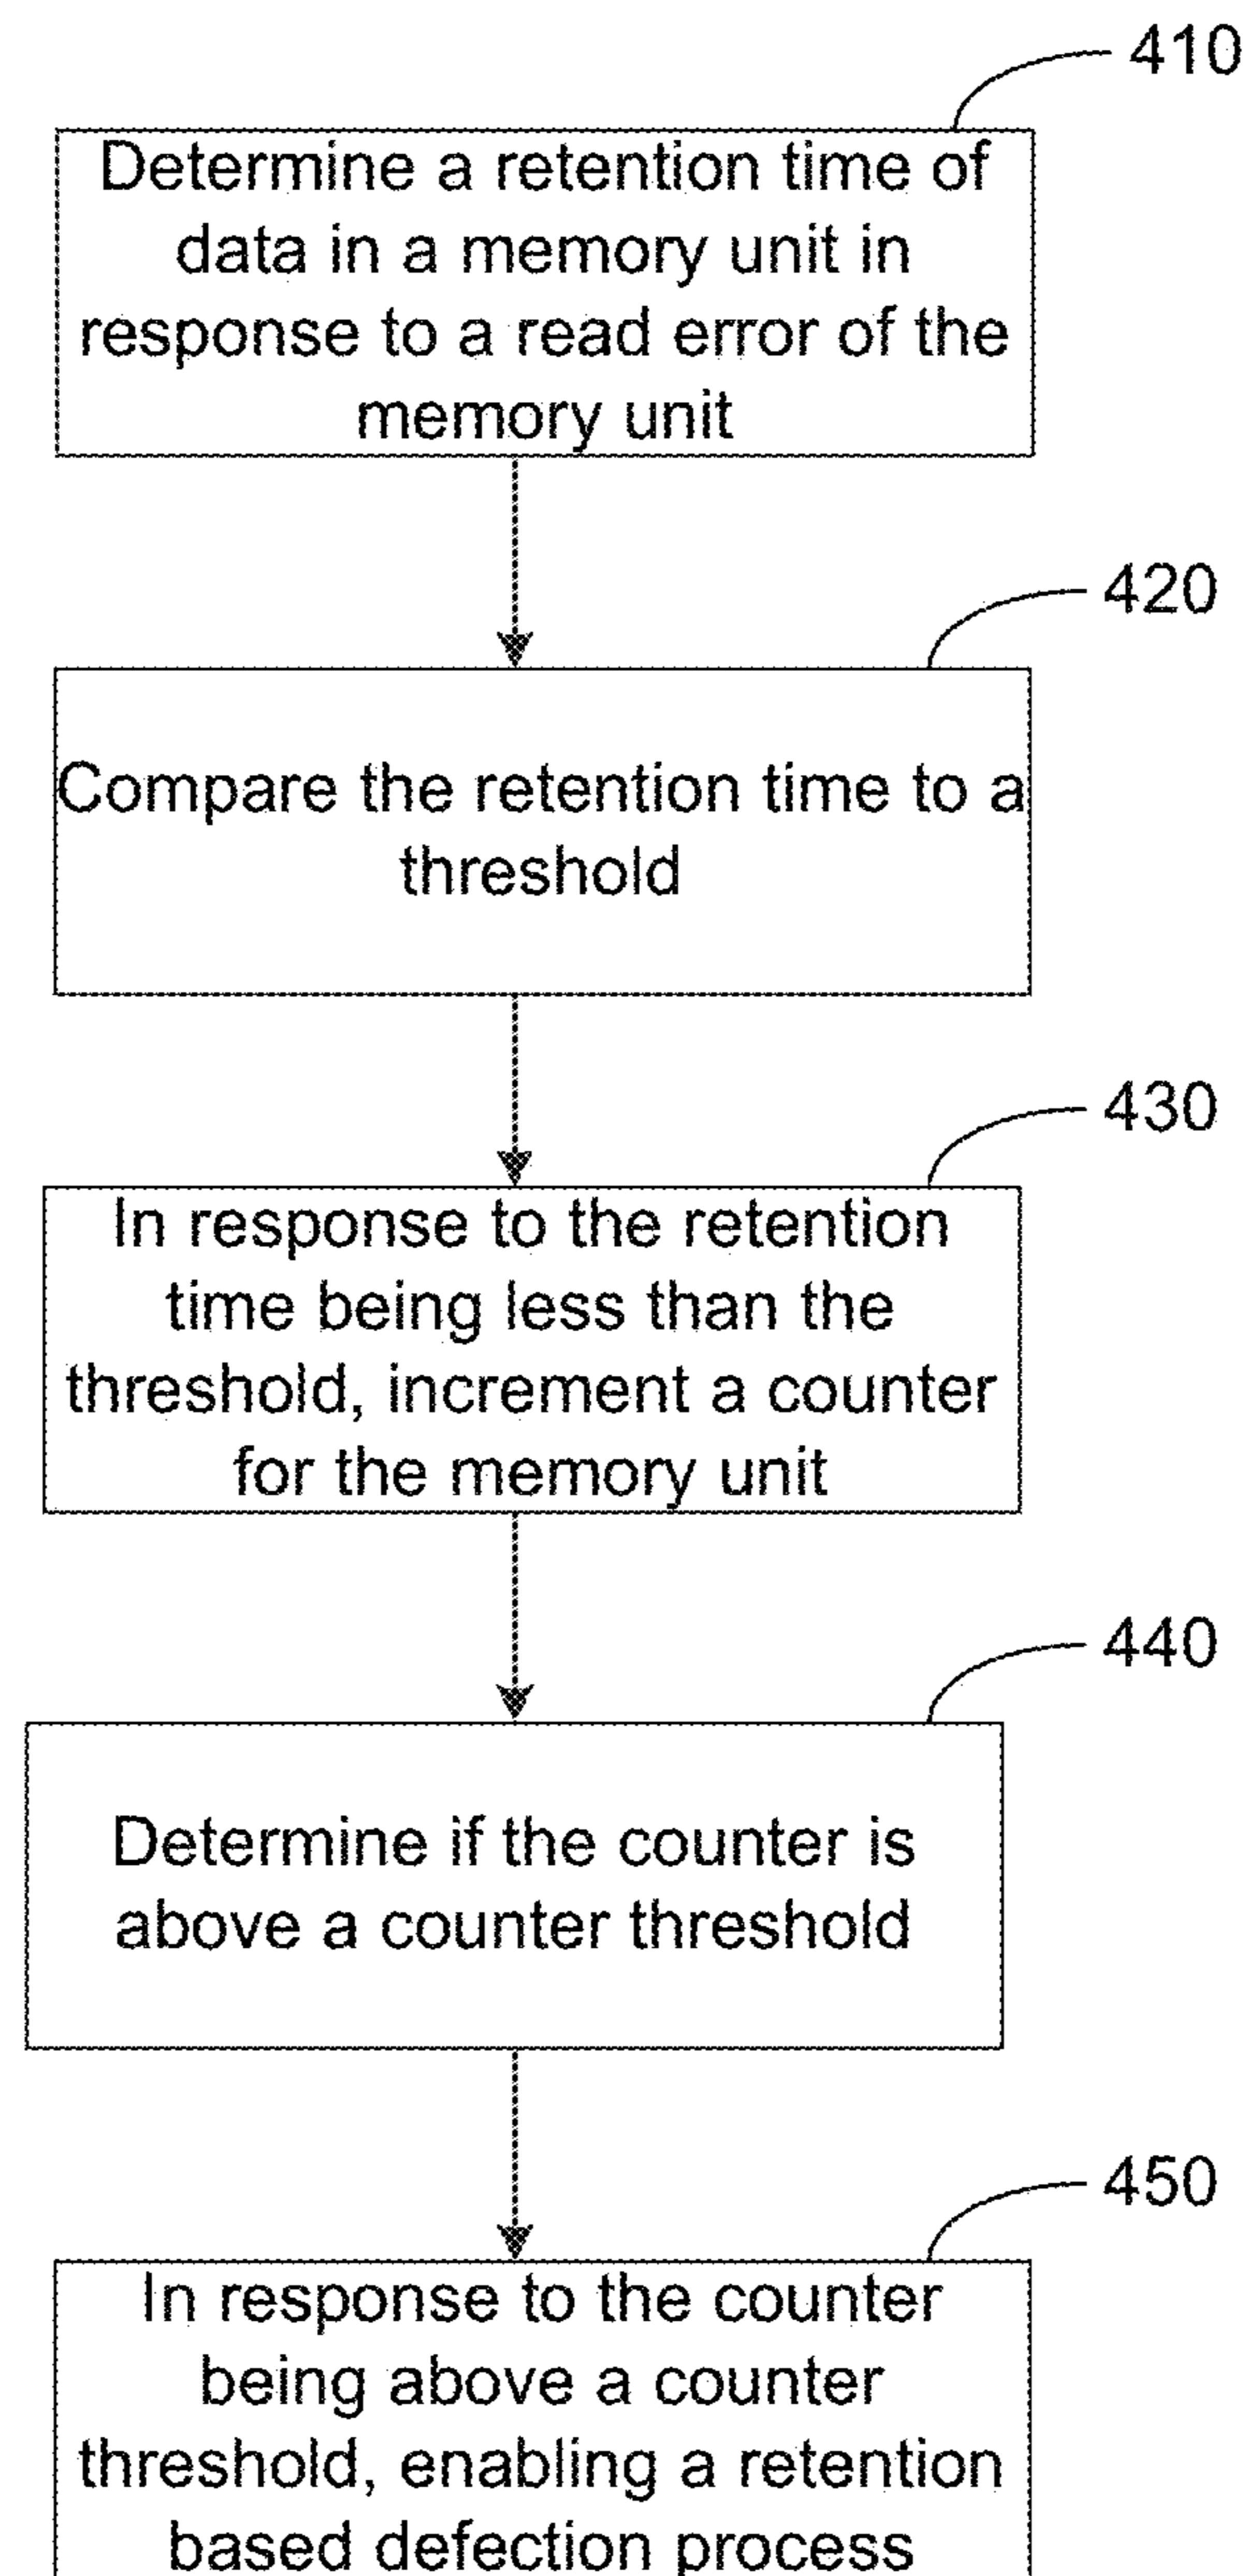 410
Determine a retention time of
data in a memory unit in
response to a read error of the
memory unit
420
Compare the retention time to a
threshold
430
In response to the retention
time being less than the
threshold, increment a counter
for the memory unit
440
Determine if the counter is
above a counter threshold
450
In response to the counter
being above a counter
threshold, enabling a retention
based defection process